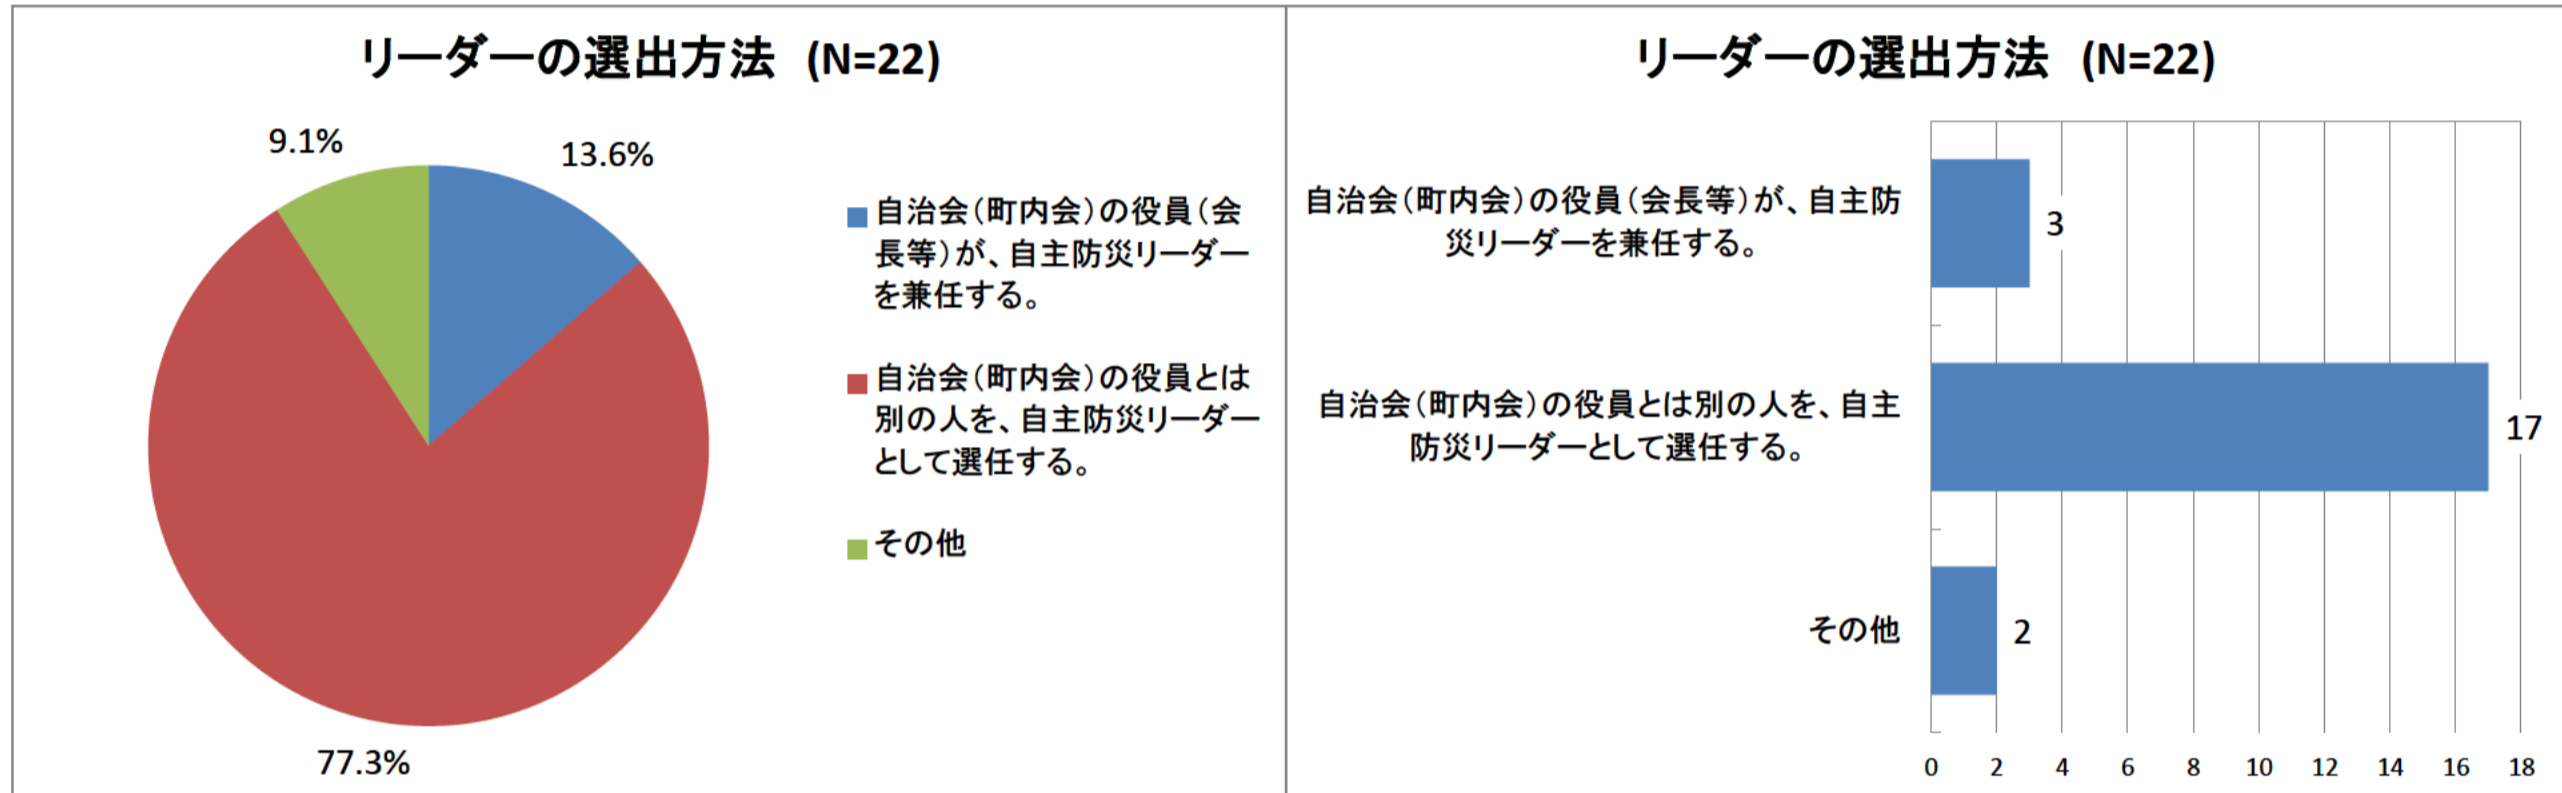 リーダーの選出方法 (N=22)
9.1%
13.6%
77.3%
自治会(町内会)の役員(会
長等)が、自主防災リーダー
を兼任する。
自治会(町内会)の役員とは
別の人を、自主防災リーダー
として選任する。
その他
リーダーの選出方法 (N=22)
自治会(町内会)の役員(会長等)が、自主防
災リーダーを兼任する。
3
自治会(町内会)の役員とは別の人を、自主
防災リーダーとして選任する。
17
その他
2
0 2 4 6 8 10 12 14 16 18